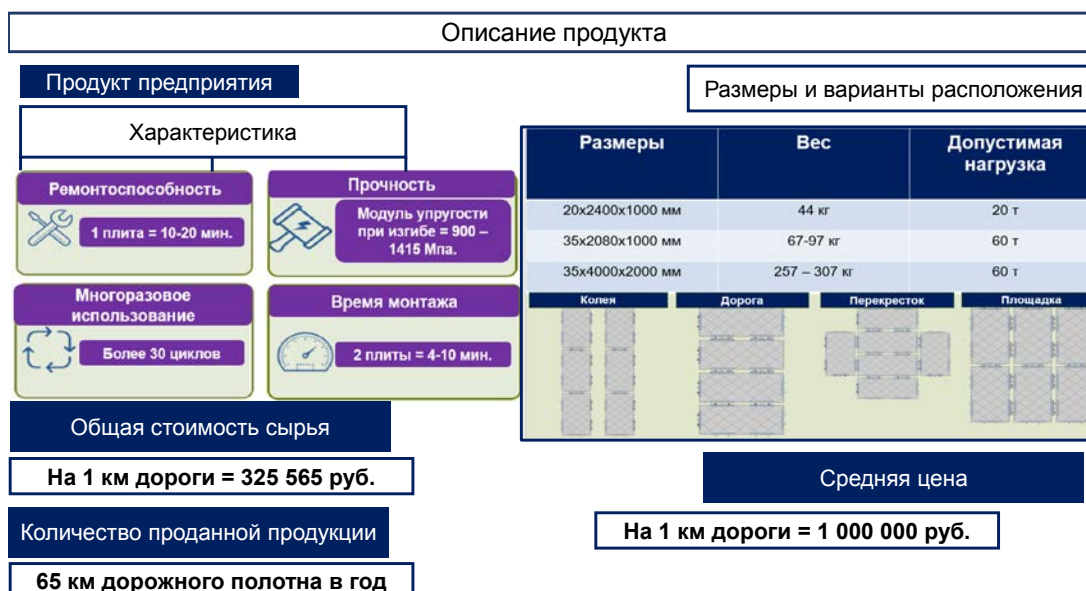 Описание продукта
Продукт предприятия
Размеры и варианты расположения
Характеристика
Ремонтоспособность
1 плита = 10-20 мин.
Прочность
Модуль упругости
при изгибе = 900 –
1415 Мпа.
Многоразовое
использование
Более 30 циклов
Время монтажа
2 плиты = 4-10 мин.
Размеры Вес Допустимая
нагрузка
20x2400x1000 мм 44 кг 20 т
35x2080x1000 мм 67-97 кг 60 т
35x4000x2000 мм 257 – 307 кг 60 т
Колея Дорога Перекресток Площадка
Общая стоимость сырья
На 1 км дороги = 325 565 руб.
Средняя цена
На 1 км дороги = 1 000 000 руб.
Количество проданной продукции
65 км дорожного полотна в год